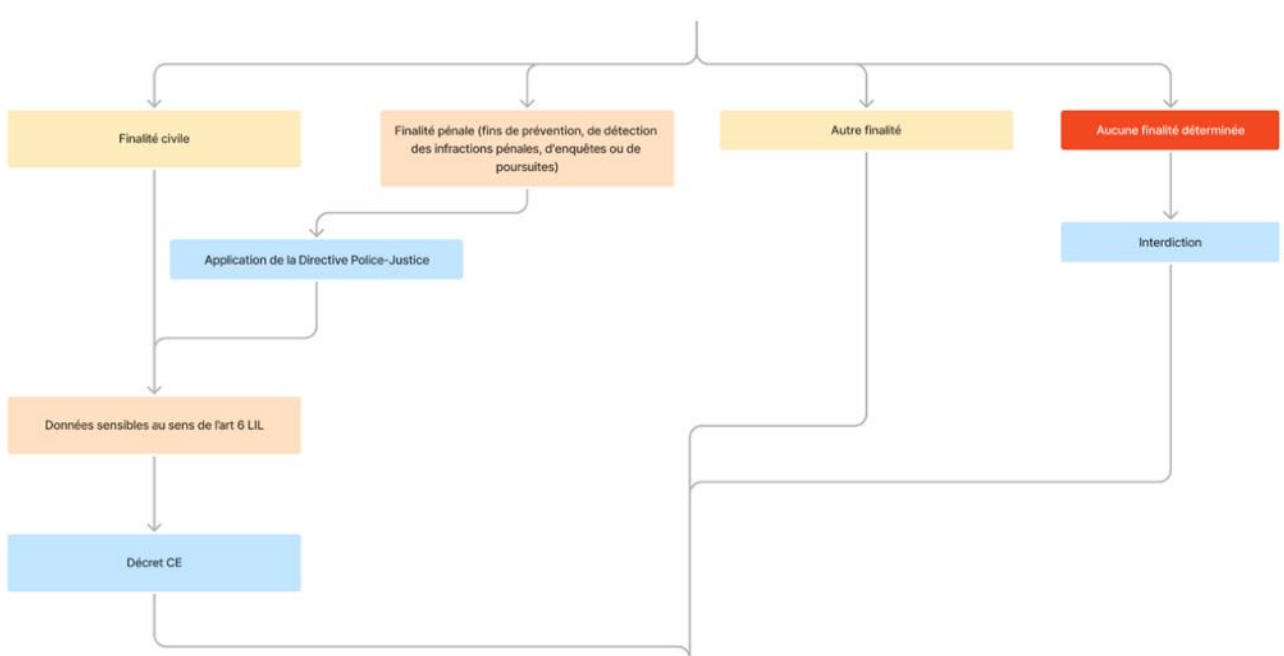 Finalité civile
Finalité pénale (fins de prévention, de détection
des infractions pénales, d'enquêtes ou de
poursuites)
Autre finalité
Aucune finalité déterminée
Application de la Directive Police-Justice
Interdiction
Données sensibles au sens de l'art 6 LIL
Décret CE